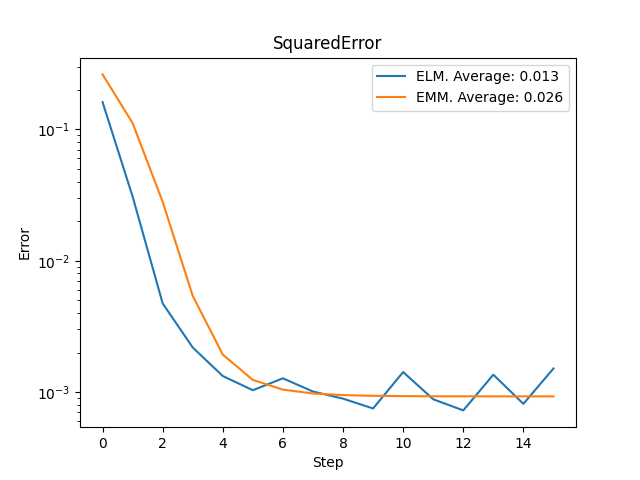 SquaredError
ELM. Average: 0.013
EMM. Average: 0.026
Error
10⁻¹
10⁻²
10⁻³
0 2 4 6 8 10 12 14
Step